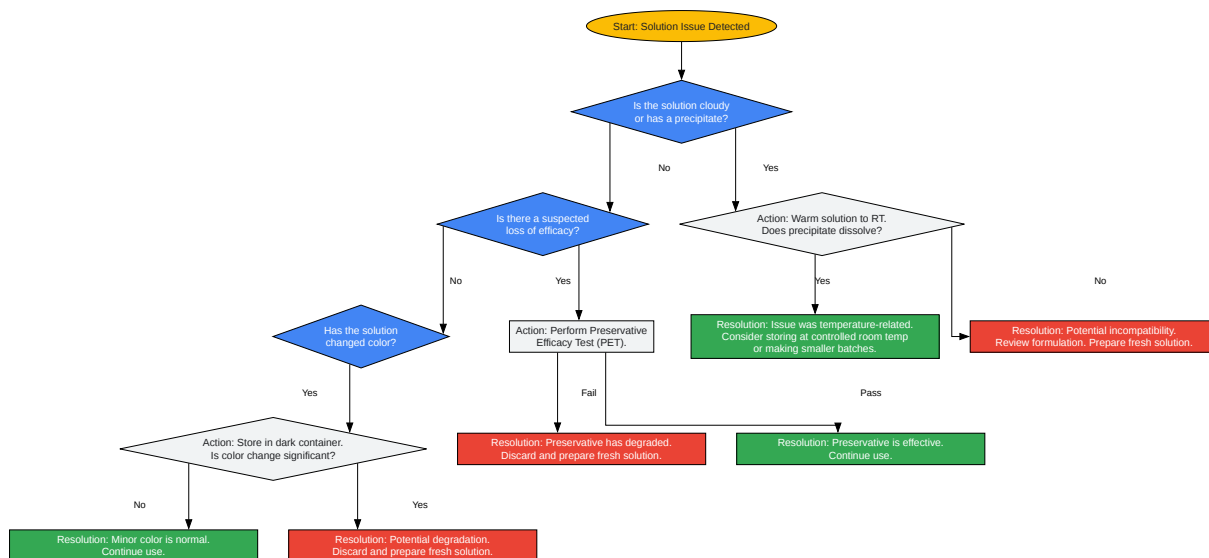 Start: Solution Issue Detected
Is the solution cloudy
or has a precipitate?
No
Yes
Is there a suspected
loss of efficacy?
Action: Warm solution to RT.
Does precipitate dissolve?
No
Yes
Yes
No
Has the solution
changed color?
Action: Perform Preservative
Efficacy Test (PET).
Resolution: Issue was temperature-related.
Consider storing at controlled room temp
or making smaller batches.
Resolution: Potential incompatibility.
Review formulation. Prepare fresh solution.
Yes
Fail
Pass
Action: Store in dark container.
Is color change significant?
Resolution: Preservative has degraded.
Discard and prepare fresh solution.
Resolution: Preservative is effective.
Continue use.
No
Yes
Resolution: Minor color is normal.
Continue use.
Resolution: Potential degradation.
Discard and prepare fresh solution.